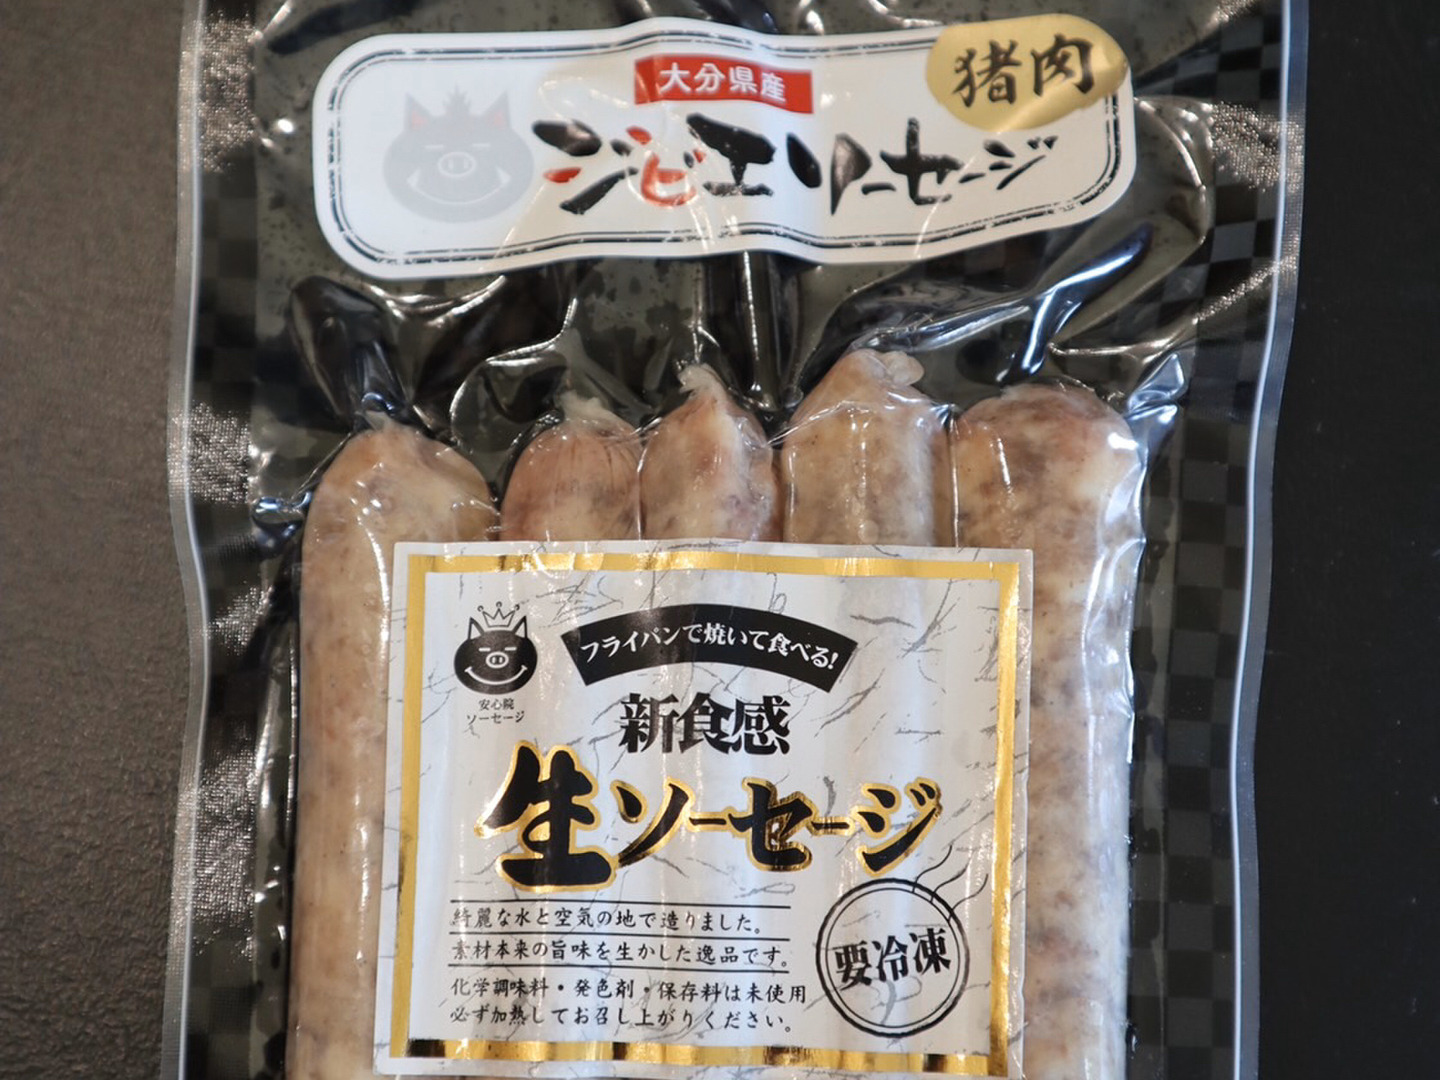 大分県産
猪肉
ジビエソーセージ
フライパンで焼いて食べる!
安心院
ソーセージ
新食感
生ソーセージ
綺麗な水と空気の地で造りました。
素材本来の旨味を生かした逸品です。
化学調味料・発色剤・保存料は未使用
必ず加熱してお召し上がりください。
要冷凍